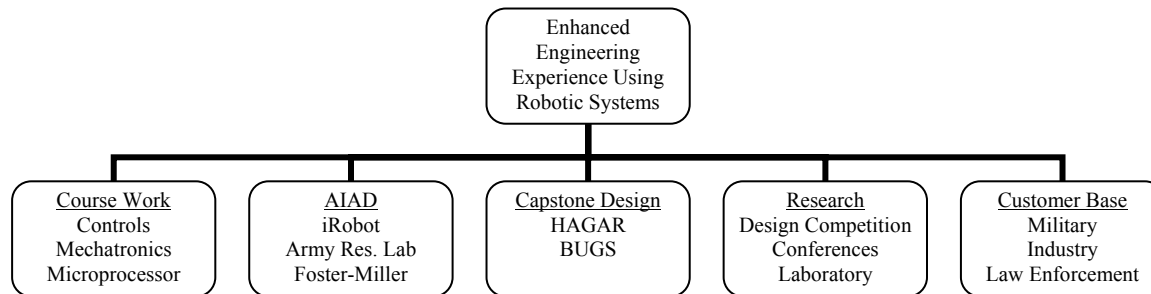 Enhanced
Engineering
Experience Using
Robotic Systems
Course Work
Controls
Mechatronics
Microprocessor
AIAD
iRobot
Army Res. Lab
Foster-Miller
Capstone Design
HAGAR
BUGS
Research
Design Competition
Conferences
Laboratory
Customer Base
Military
Industry
Law Enforcement